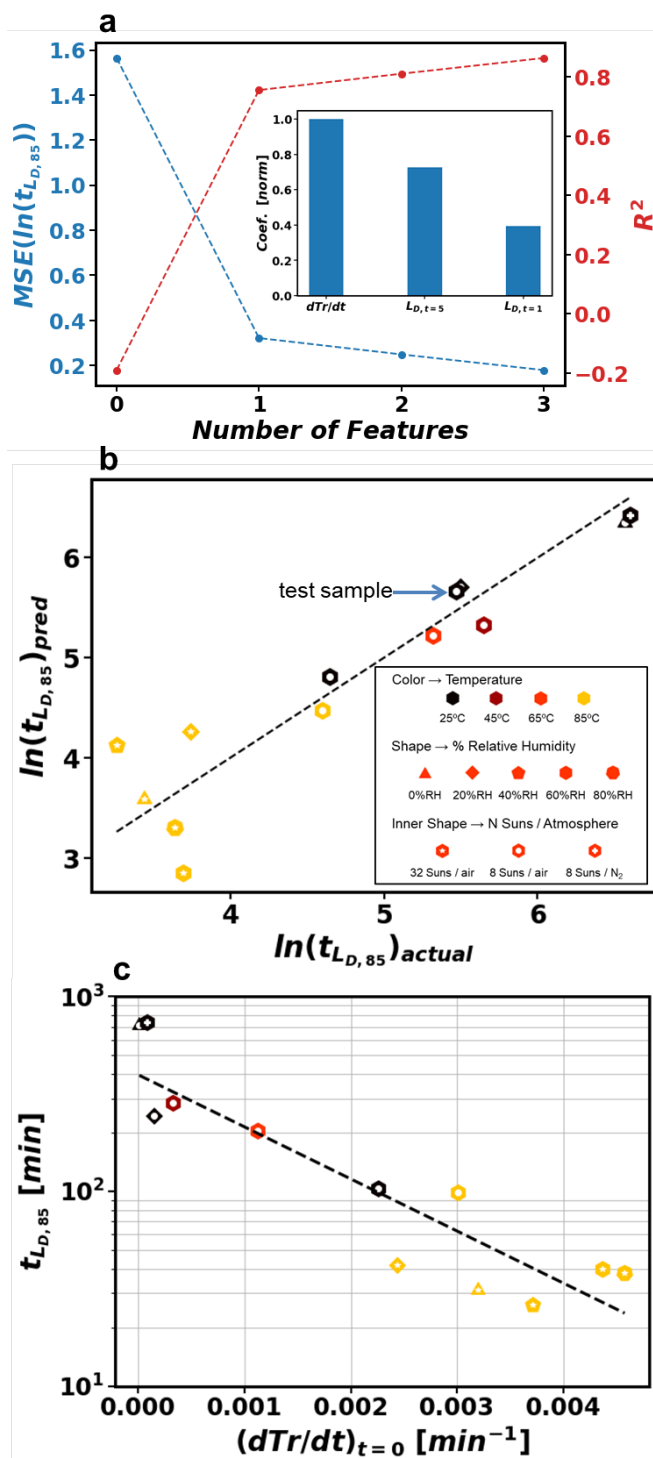 a
1.6
1.4
1.2
1.0
0.8
0.6
0.4
0.2
MSE(ln(t_{L_{D, 85}}))
0.8
0.6
0.4
0.2
0.0
−0.2
R²
1.0
0.8
0.6
0.4
0.2
0.0
Coef. [norm]
dTr/dt L_{D, t = 5} L_{D, t = 1}
0 1 2 3
Number of Features
b
6
5
4
3
ln(t_{L_{D, 85}})_{pred}
test sample
Color → Temperature
25ºC 45ºC 65ºC 85ºC
Shape → % Relative Humidity
0%RH 20%RH 40%RH 60%RH 80%RH
Inner Shape → N Suns / Atmosphere
32 Suns / air 8 Suns / air 8 Suns / N₂
4 5 6
ln(t_{L_{D, 85}})_{actual}
c
10³
10²
10¹
t_{L_{D, 85}} [min]
0.000 0.001 0.002 0.003 0.004
(dTr/dt)_{t = 0} [min⁻¹]